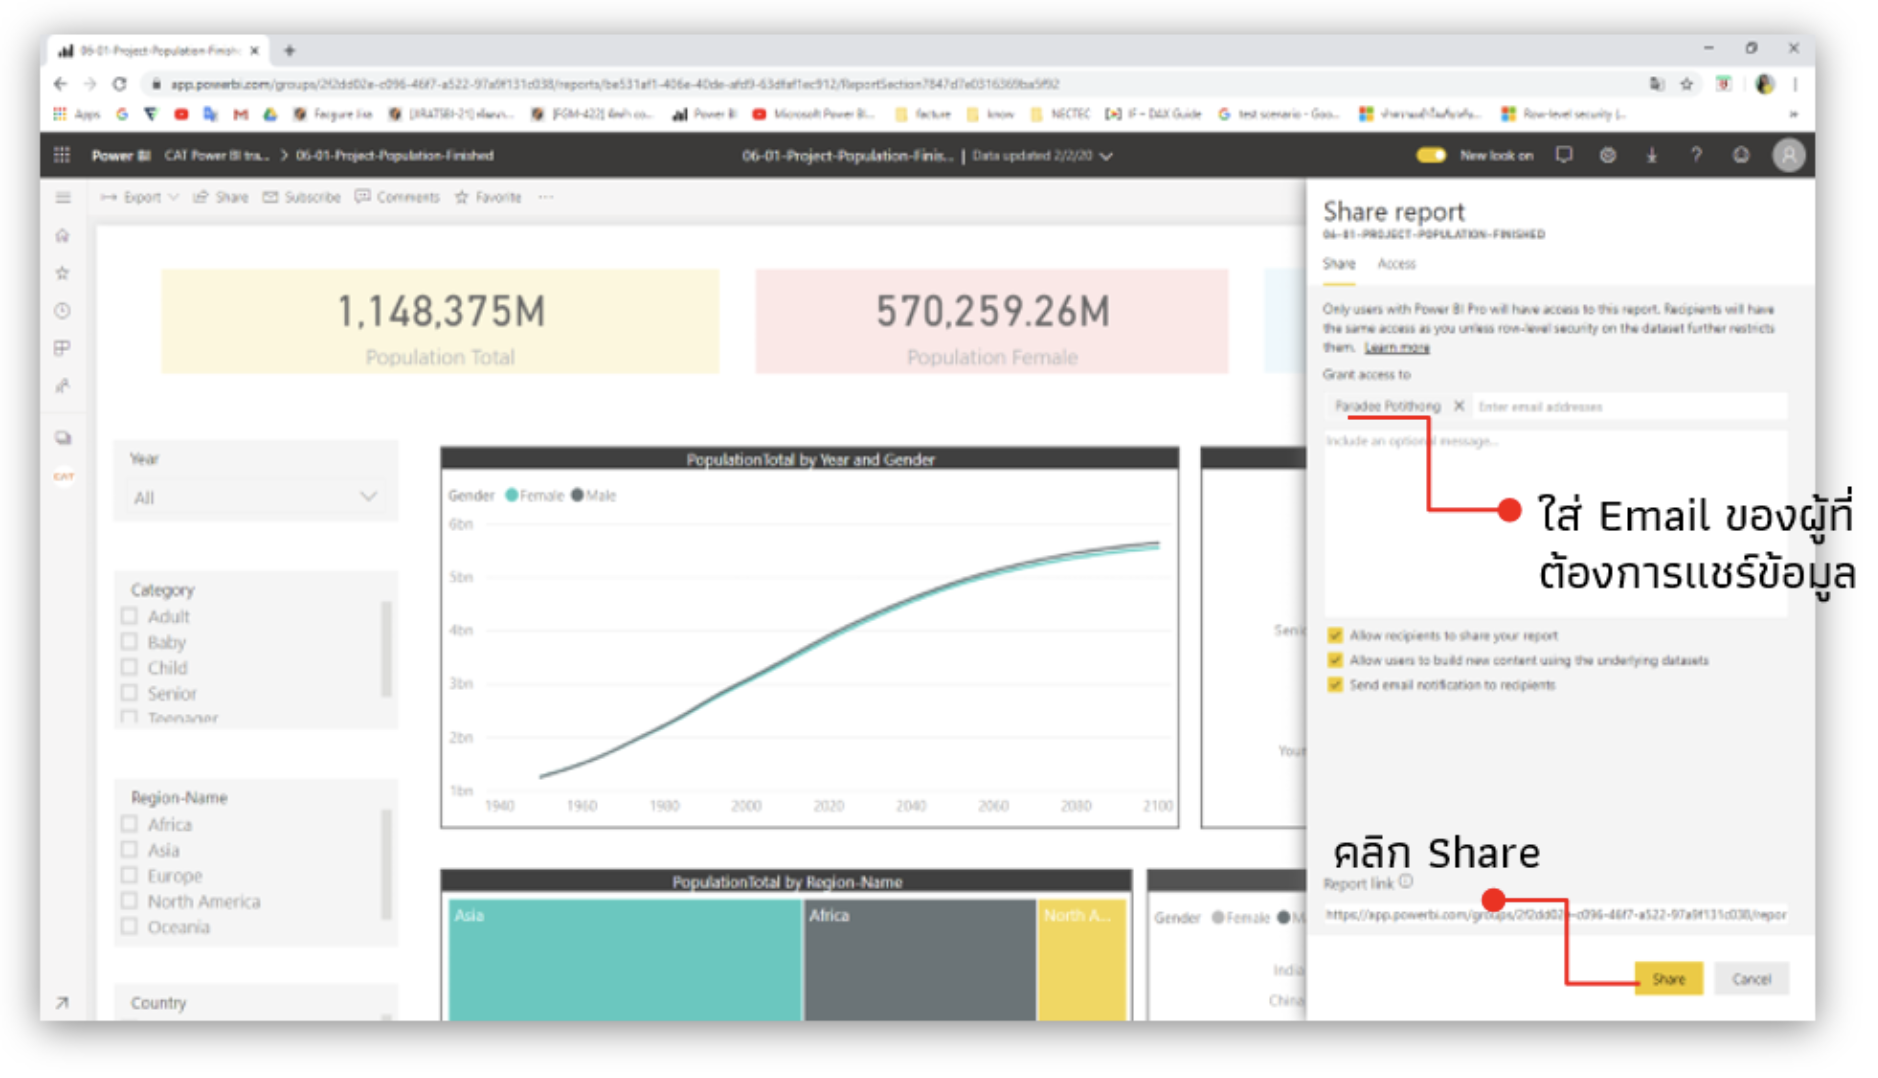 06-01-Project-Population-Finish
app.powerbi.com/groups/2f2dd02e-c096-46f7-a522-97a9f131c038/reports/be531af1-406e-40de-afd9-63dfaf1ec912/ReportSection7847d7e0316369ba5f92
Apps
Power BI
Microsoft Power BI...
facture
know
NECTEC
IF - DAX Guide
test scenario - Goo...
Row-level security (...
Power BI CAT Power BI tra... > 06-01-Project-Population-Finished
06-01-Project-Population-Finis... | Data updated 2/2/20
New look on
Export
Share
Subscribe
Comments
Favorite
1,148,375M
Population Total
570,259.26M
Population Female
CAT
Year
All
Category
Adult
Baby
Child
Senior
Teenager
Region-Name
Africa
Asia
Europe
North America
Oceania
Country
PopulationTotal by Year and Gender
Gender Female Male
6bn
5bn
4bn
3bn
2bn
1bn
1940 1960 1980 2000 2020 2040 2060 2080 2100
PopulationTotal by Region-Name
Asia
Africa
North A...
Senio
Your
Gender Female M
India
China
Share report
06-01-PROJECT-POPULATION-FINISHED
Share Access
Only users with Power BI Pro will have access to this report. Recipients will have
the same access as you unless row-level security on the dataset further restricts
them. Learn more
Grant access to
Paradee Potithong
Enter email addresses
Include an optional message...
ใส่ Email ของผู้ที่
ต้องการแชร์ข้อมูล
Allow recipients to share your report
Allow users to build new content using the underlying datasets
Send email notification to recipients
คลิก Share
Report link
https://app.powerbi.com/groups/2f2dd02e-c096-46f7-a522-97a9f131c038/repor
Share
Cancel